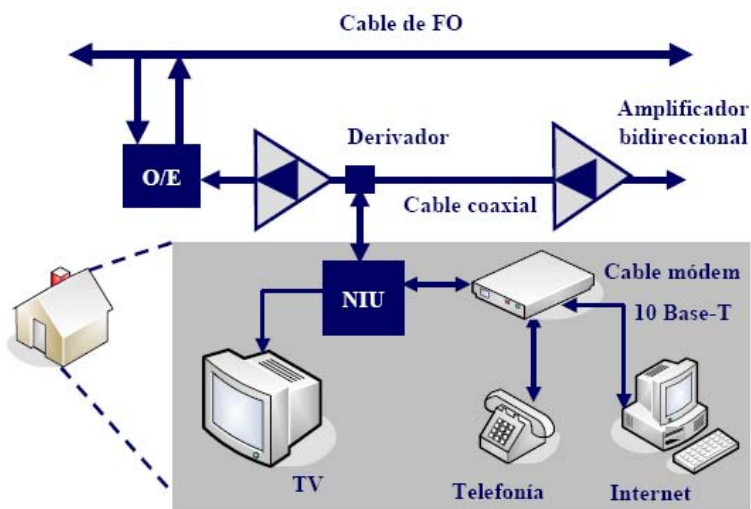 Cable de FO
Amplificador
bidireccional
Derivador
O/E
Cable coaxial
Cable módem
NIU
10 Base-T
TV
Telefonía
Internet